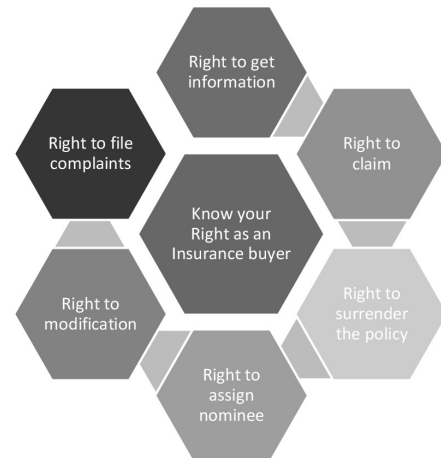 Right to get
information
Right to file
complaints
Right to
claim
Know your
Right as an
Insurance buyer
Right to
modification
Right to
surrender
the policy
Right to
assign
nominee